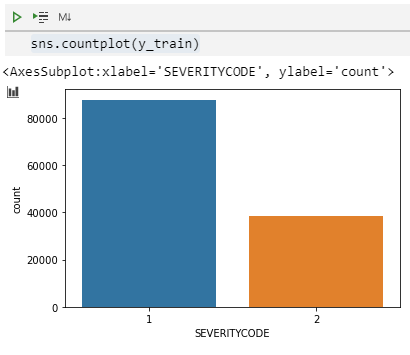 M↓
sns.countplot(y_train)
<AxesSubplot:xlabel='SEVERITYCODE', ylabel='count'>
80000
60000
count
40000
20000
0
1 2
SEVERITYCODE